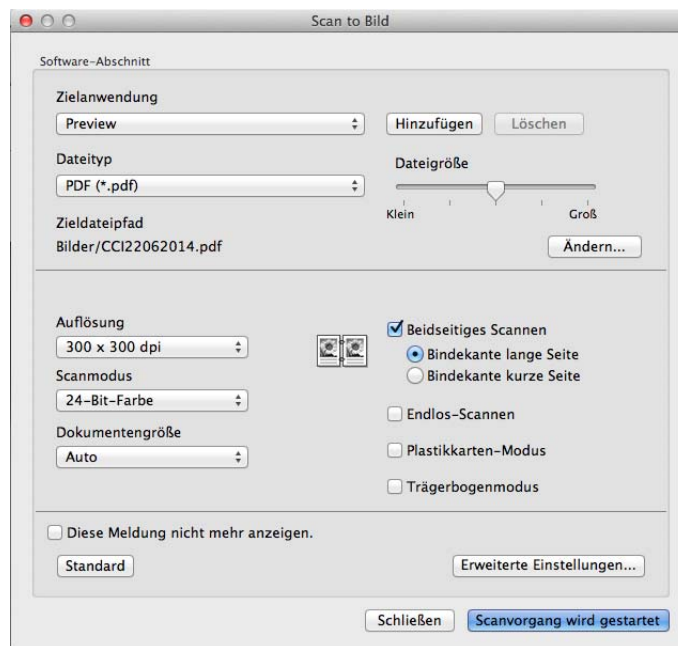 Scan to Bild
Software-Abschnitt
Zielanwendung
Preview
Hinzufügen
Löschen
Dateityp
PDF (*.pdf)
Dateigröße
Klein
Groß
Zieldateipfad
Bilder/CCI22062014.pdf
Ändern...
Auflösung
300 x 300 dpi
Scanmodus
24-Bit-Farbe
Dokumentengröße
Auto
Beidseitiges Scannen
Bindekante lange Seite
Bindekante kurze Seite
Endlos-Scannen
Plastikkarten-Modus
Trägerbogenmodus
Diese Meldung nicht mehr anzeigen.
Standard
Erweiterte Einstellungen...
Schließen
Scanvorgang wird gestartet